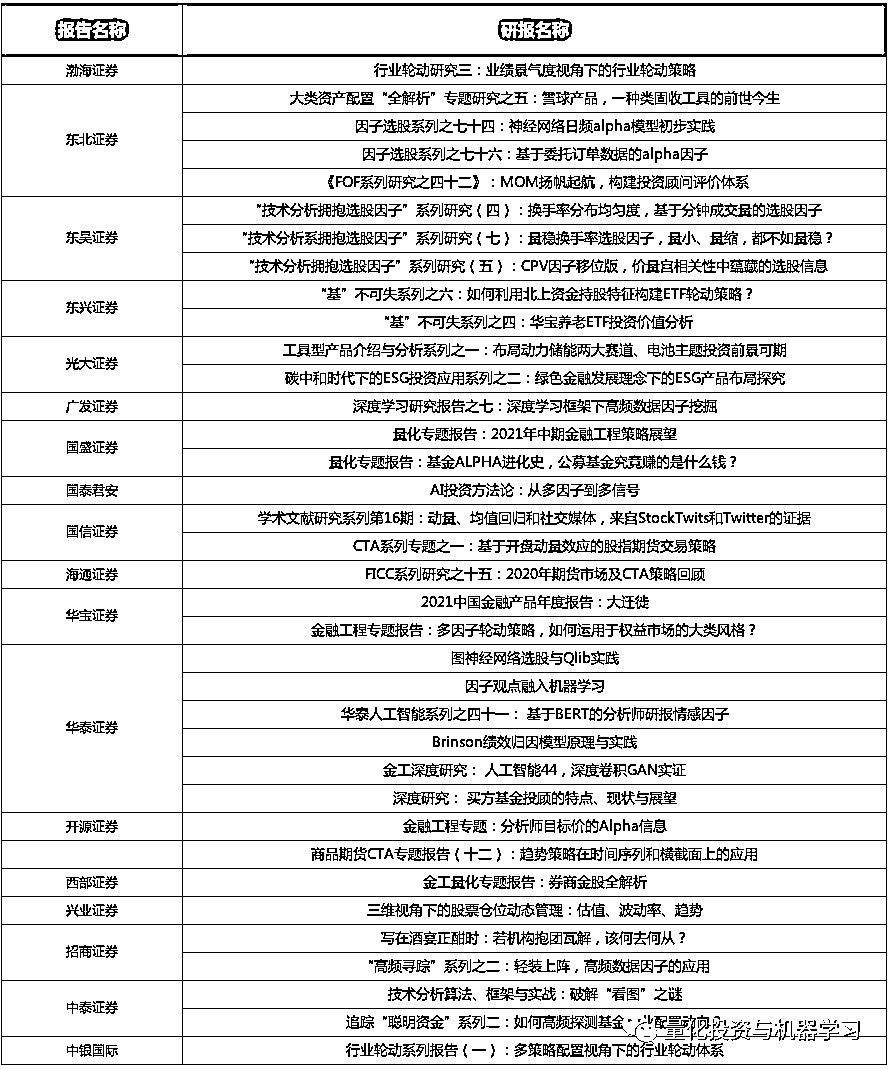 报告名称 研报名称
渤海证券 行业轮动研究三：业绩景气度视角下的行业轮动策略
大类资产配置“全解析”专题研究之五：雪球产品，一种类固收工具的前世今生
因子选股系列之七十四：神经网络日频alpha模型初步实践
东北证券
因子选股系列之七十六：基于委托订单数据的alpha因子
《FOF系列研究之四十二》：MOM扬帆起航，构建投资顾问评价体系
“技术分析拥抱选股因子”系列研究（四）：换手率分布均匀度，基于分钟成交量的选股因子
东吴证券 “技术分析系拥抱选股因子”系列研究（七）：量稳换手率选股因子，量小、量缩，都不如量稳？
“技术分析拥抱选股因子”系列研究（五）：CPV因子移位版，价量自相关性中蕴藏的选股信息
东兴证券
“基”不可失系列之六：如何利用北上资金持股特征构建ETF轮动策略？
“基”不可失系列之四：华宝养老ETF投资价值分析
光大证券
工具型产品介绍与分析系列之一：布局动力储能两大赛道、电池主题投资前景可期
碳中和时代下的ESG投资应用系列之二：绿色金融发展理念下的ESG产品布局探究
广发证券 深度学习研究报告之七：深度学习框架下高频数据因子挖掘
国盛证券
量化专题报告：2021年中期金融工程策略展望
量化专题报告：基金ALPHA进化史，公募基金究竟赚的是什么钱？
国泰君安 AI投资方法论：从多因子到多信号
国信证券
学术文献研究系列第16期：动量、均值回归和社交媒体，来自StockTwits和Twitter的证据
CTA系列专题之一：基于开盘动量效应的股指期货交易策略
海通证券 FICC系列研究之十五：2020年期货市场及CTA策略回顾
华宝证券
2021中国金融产品年度报告：大迁徙
金融工程专题报告：多因子轮动策略，如何运用于权益市场的大类风格？
图神经网络选股与Qlib实践
因子观点融入机器学习
华泰人工智能系列之四十一： 基于BERT的分析师研报情感因子
华泰证券
Brinson绩效归因模型原理与实践
金工深度研究： 人工智能44，深度卷积GAN实证
深度研究： 买方基金投顾的特点、现状与展望
开源证券 金融工程专题：分析师目标价的Alpha信息
商品期货CTA专题报告（十二）：趋势策略在时间序列和横截面上的应用
西部证券 金工量化专题报告：券商金股全解析
兴业证券 三维视角下的股票仓位动态管理：估值、波动率、趋势
招商证券
写在酒宴正酣时：若机构抱团瓦解，该何去何从？
“高频寻踪”系列之二：轻装上阵，高频数据因子的应用
中泰证券
技术分析算法、框架与实战：破解“看图”之谜
追踪“聪明资金”系列二：如何高频探测基金 业配置动向？
量化投资与机器学习
中银国际 行业轮动系列报告（一）：多策略配置视角下的行业轮动体系